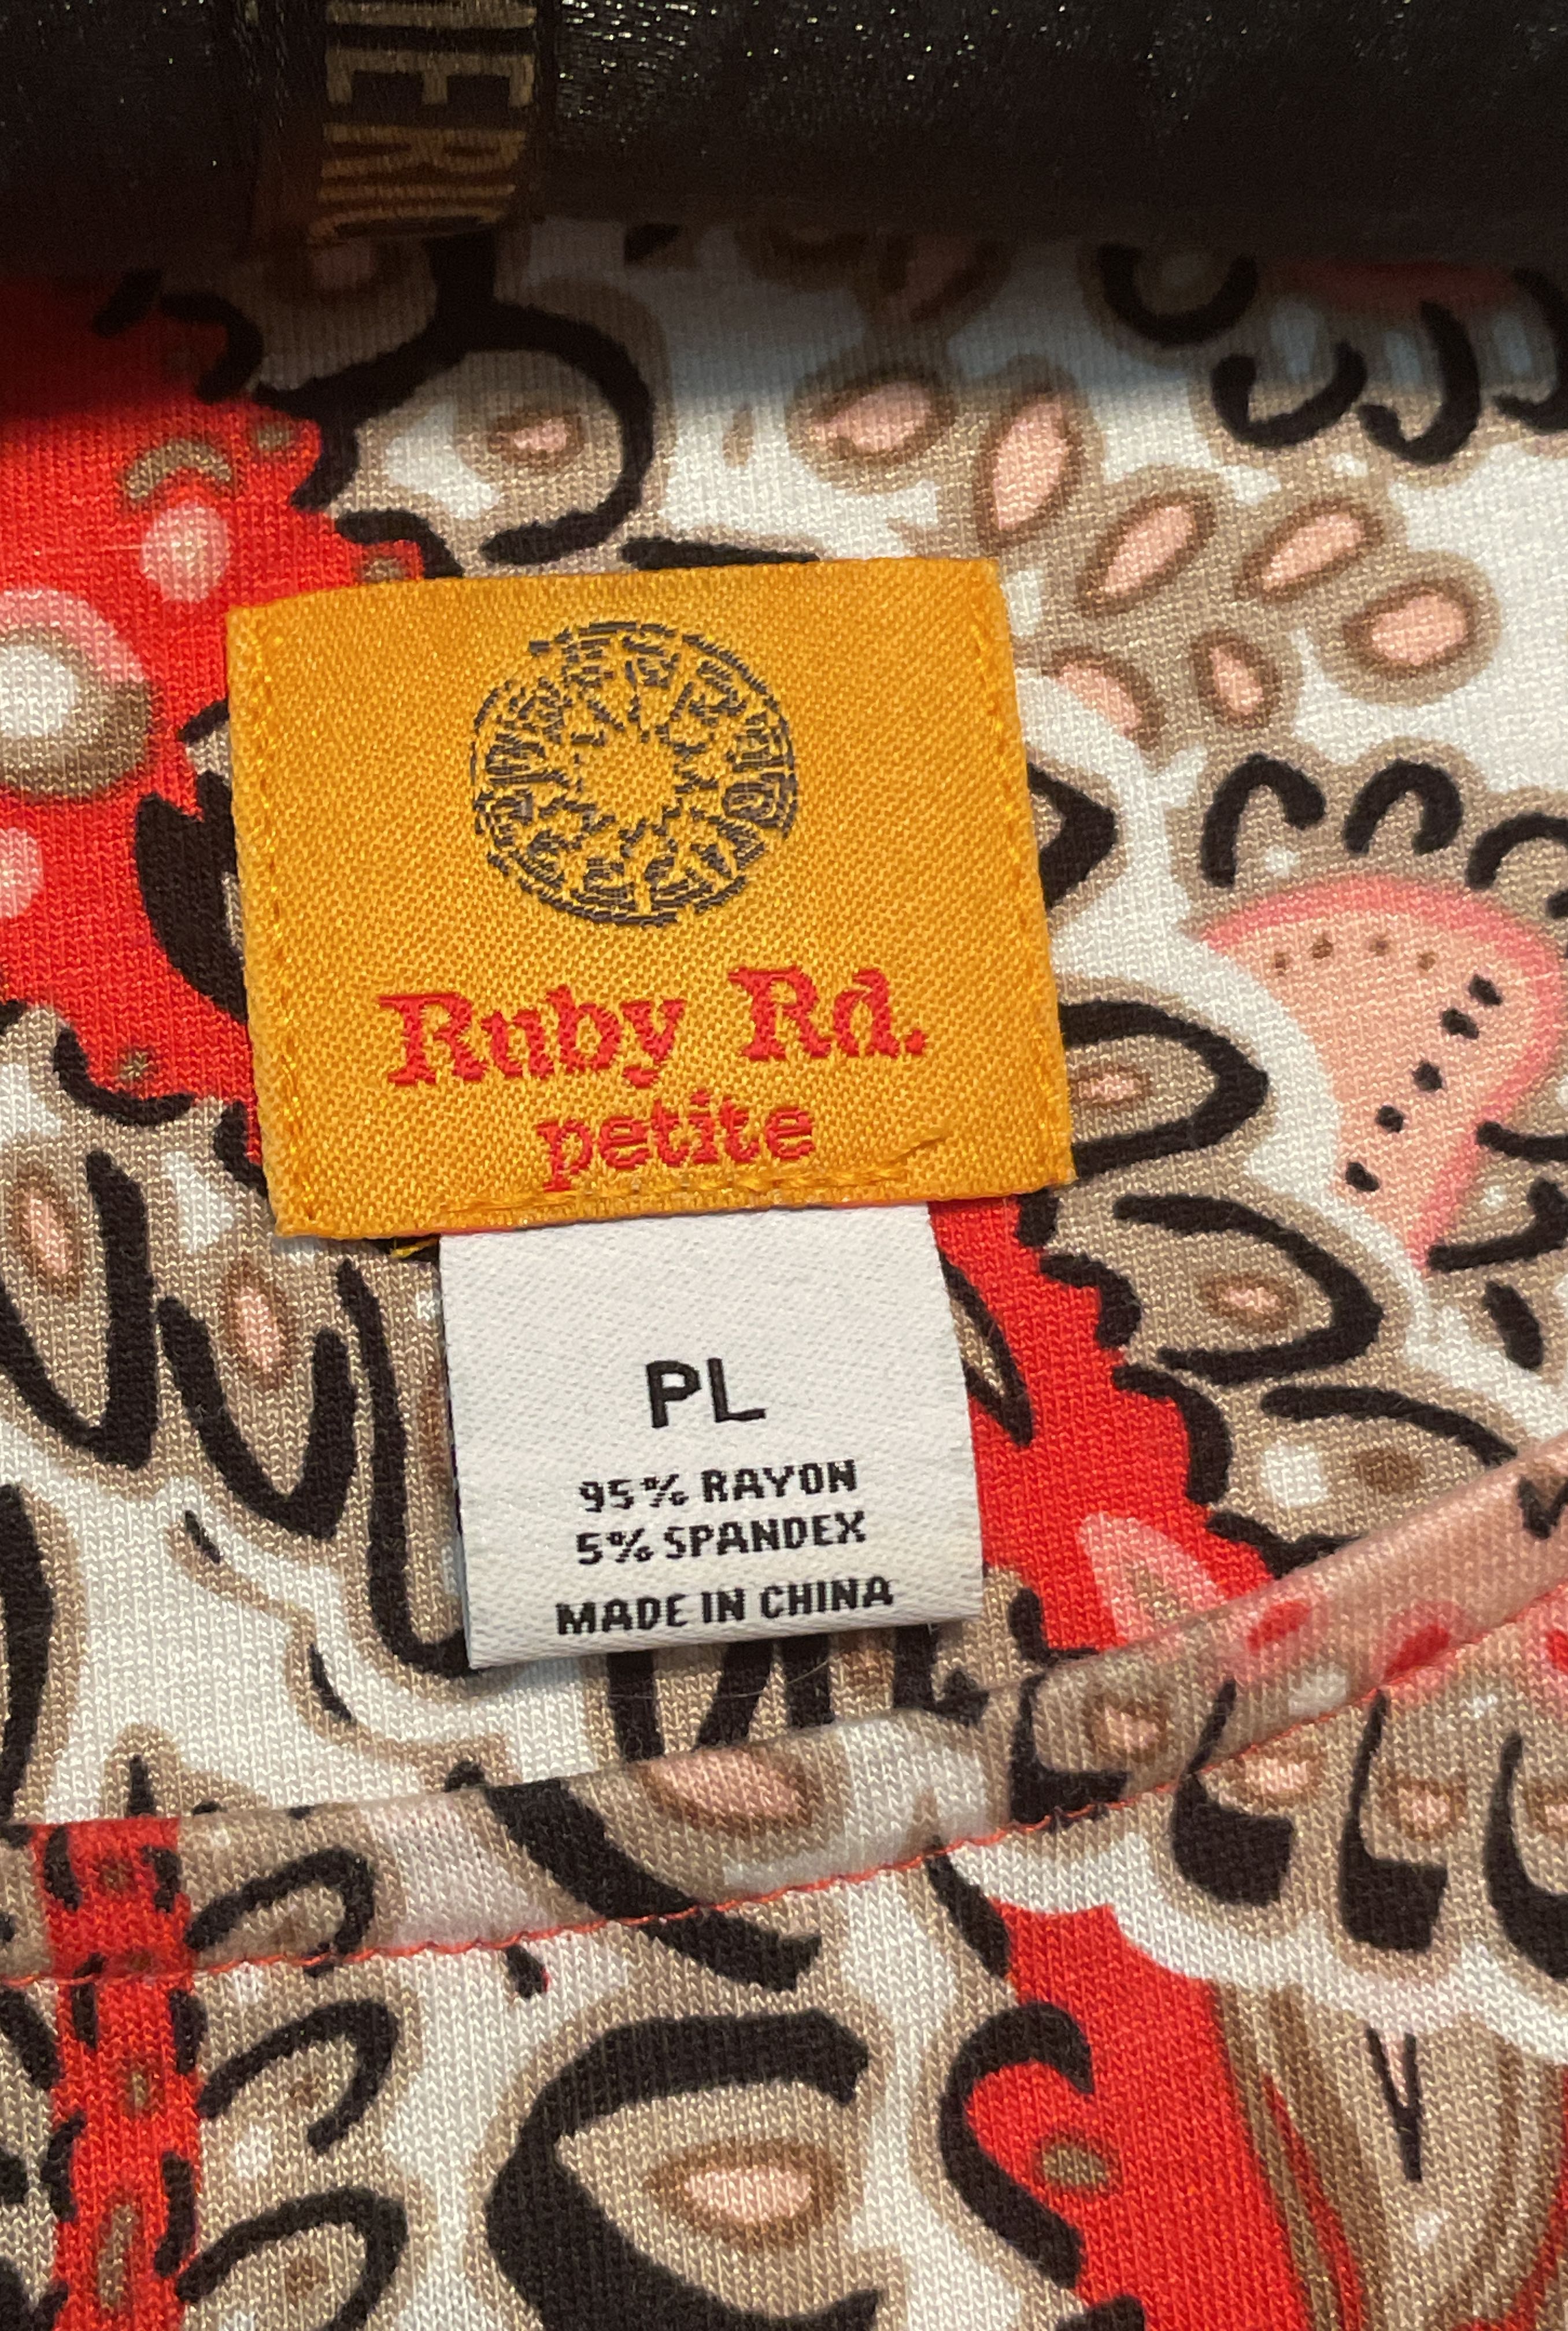 Ruby Rd.
petite
PL
95% RAYON
5% SPANDEX
MADE IN CHINA